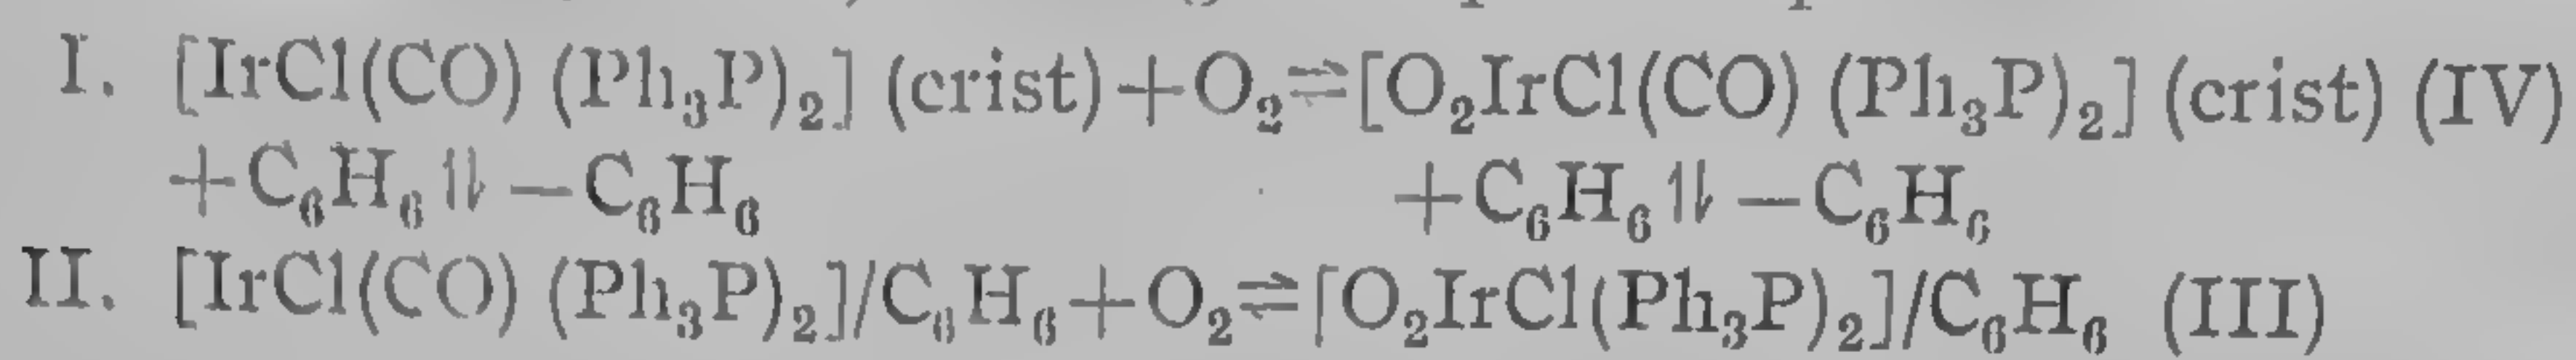 I. [IrCl(CO) (Ph₃P)₂] (crist)+O₂⇌[O₂IrCl(CO) (Ph₃P)₂] (crist) (IV)
+C₆H₆⥮ —C₆H₆ +C₆H₆⥮ —C₆H₆
II. [IrCl(CO) (Ph₃P)₂]/C₆H₆+O₂⇌[O₂IrCl(Ph₃P)₂]/C₆H₆ (III)